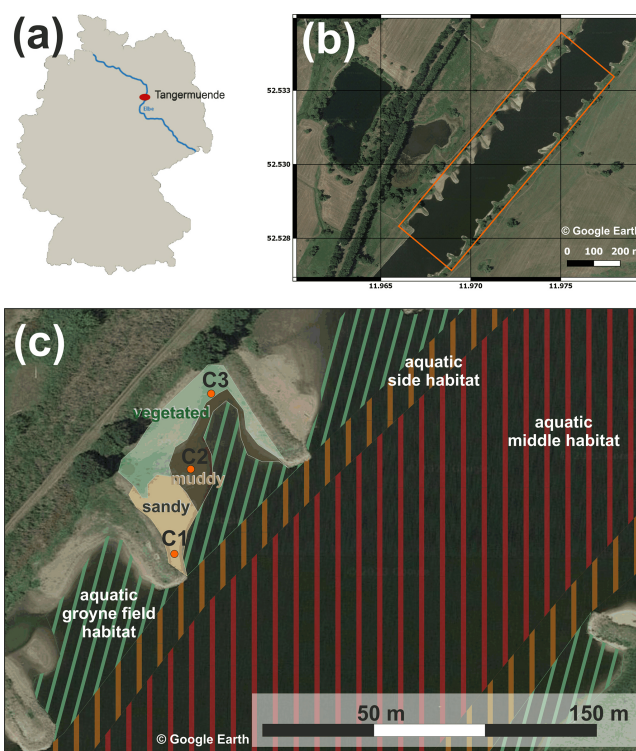 (a)
Tangermuende
Elbe
(b)
52.533
52.530
52.528
© Google Earth
0 100 200 m
11.965 11.970 11.975
(c)
C3
vegetated
aquatic
side habitat
aquatic
middle habitat
C2
muddy
sandy
C1
aquatic
groyne field
habitat
50 m 150 m
© Google Earth